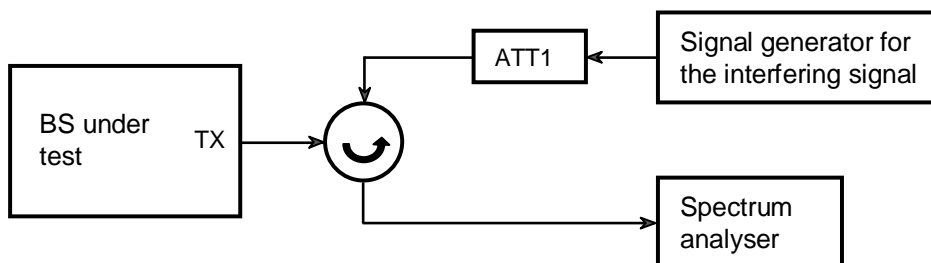 ATT1
Signal generator for
the interfering signal
BS under
test
TX
Spectrum
analyser